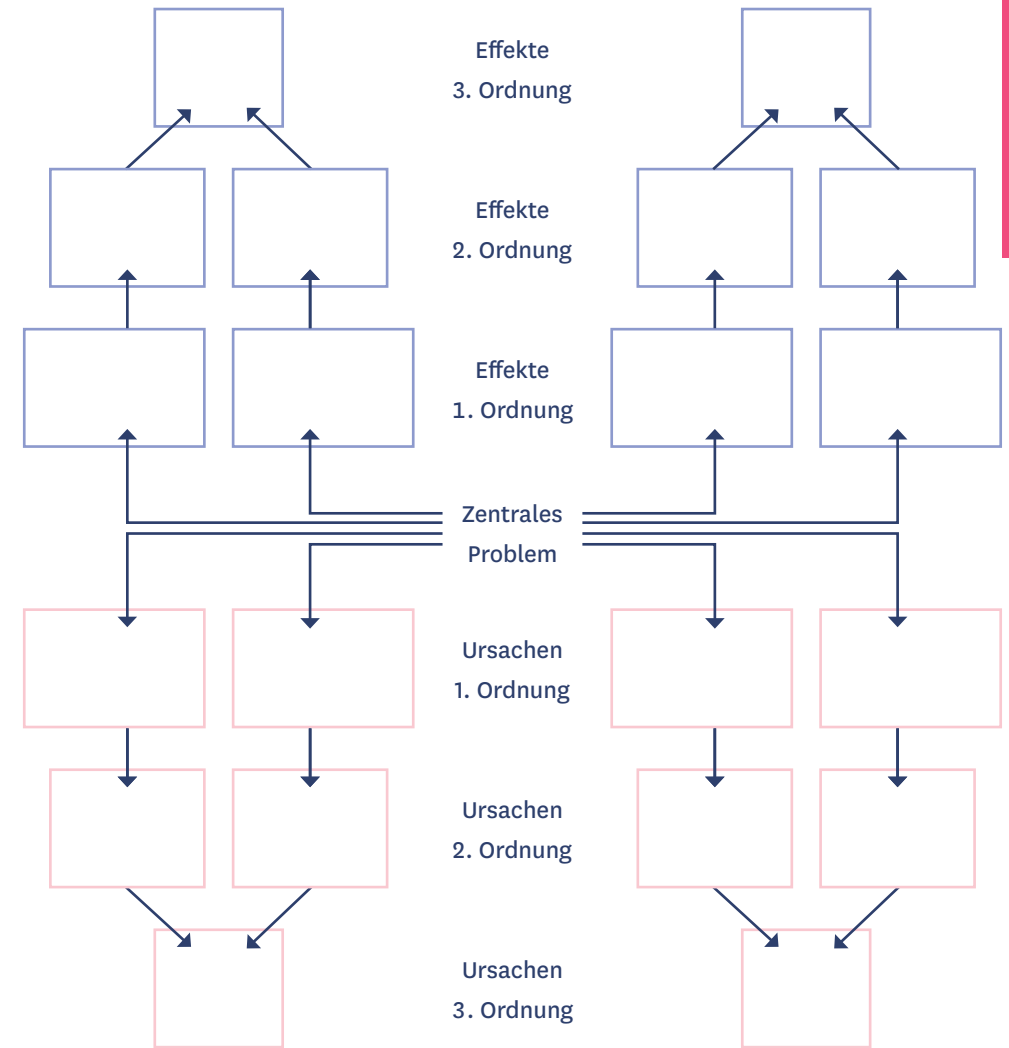 Effekte
3. Ordnung
Effekte
2. Ordnung
Effekte
1. Ordnung
Zentrales
Problem
Ursachen
1. Ordnung
Ursachen
2. Ordnung
Ursachen
3. Ordnung